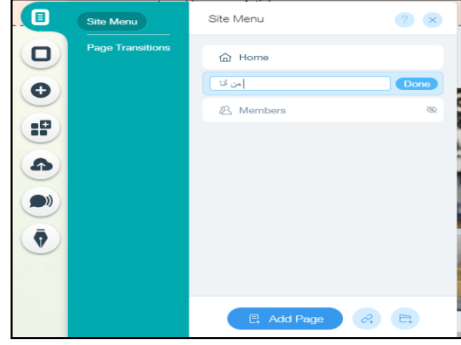 Site Menu
Page Transitions
Site Menu
?
Home
من أنا
Done
Members
Add Page